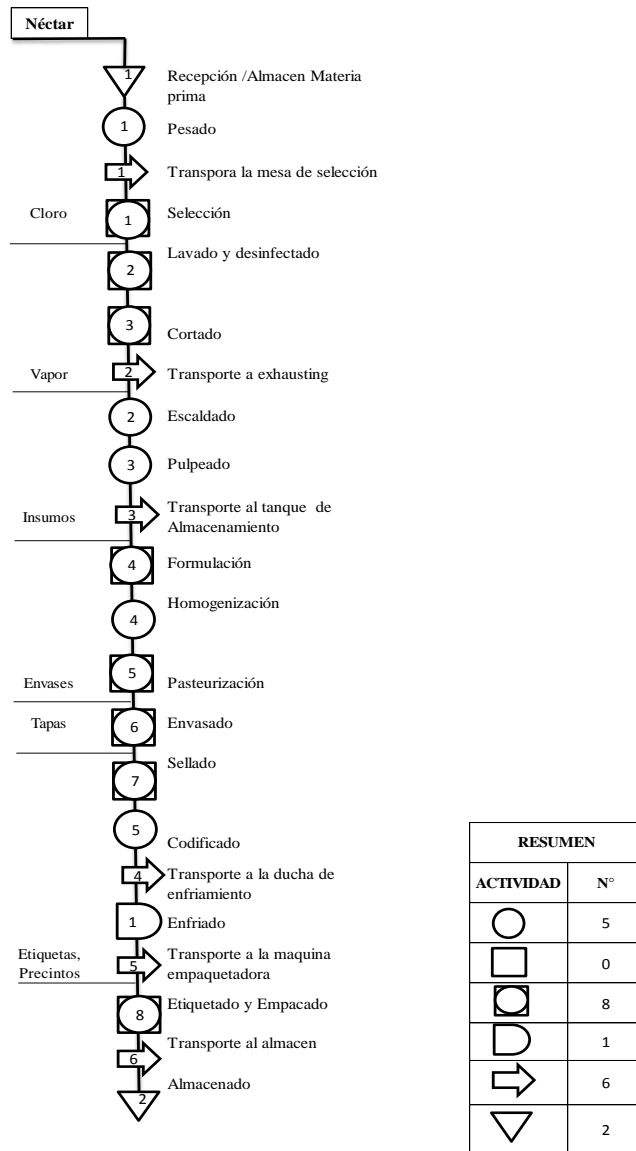 Néctar
1
Recepción /Almacen Materia
prima
1
Pesado
1
Transpora la mesa de selección
Cloro
1
Selección
Lavado y desinfectado
2
3
Cortado
Vapor
2
Transporte a exhausting
2
Escaldado
3
Pulpeado
Insumos
3
Transporte al tanque de
Almacenamiento
4
Formulación
4
Homogenización
Envases
5
Pasteurización
Tapas
6
Envasado
Sellado
7
5
Codificado
4
Transporte a la ducha de
enfriamiento
1
Enfriado
Etiquetas,
Precintos
5
Transporte a la maquina
empaquetadora
8
Etiquetado y Empacado
6
Transporte al almacen
2
Almacenado
RESUMEN
ACTIVIDAD N°
5
0
8
1
6
2